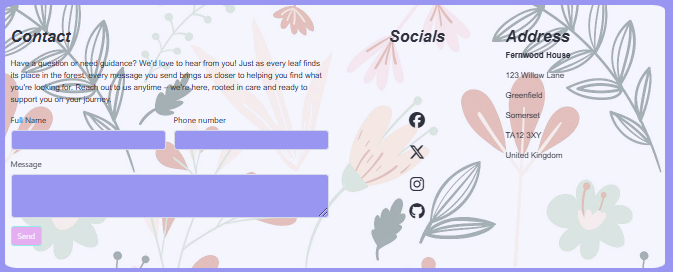 Contact
Have a question or need guidance? We'd love to hear from you! Just as every leaf finds
its place in the forest, every message you send brings us closer to helping you find what
you're looking for. Reach out to us anytime – we're here, rooted in care and ready to
support you on your journey.
Full Name
Phone number
Message
Send
Socials
Address
Fernwood House
123 Willow Lane
Greenfield
Somerset
TA12 3XY
United Kingdom